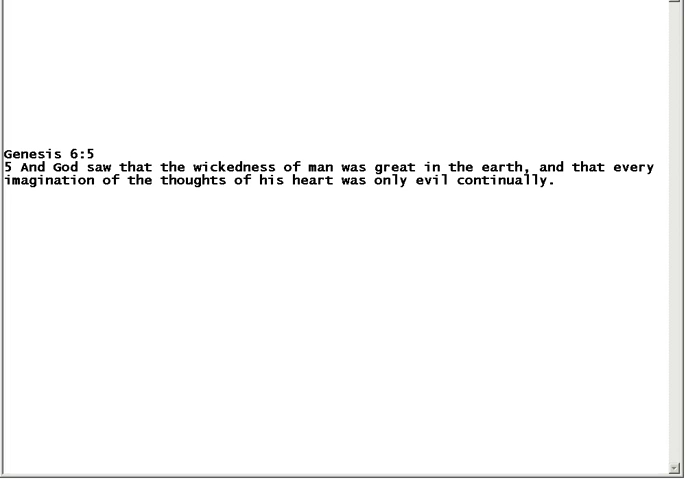 Genesis 6:5
5 And God saw that the wickedness of man was great in the earth, and that every
imagination of the thoughts of his heart was only evil continually.